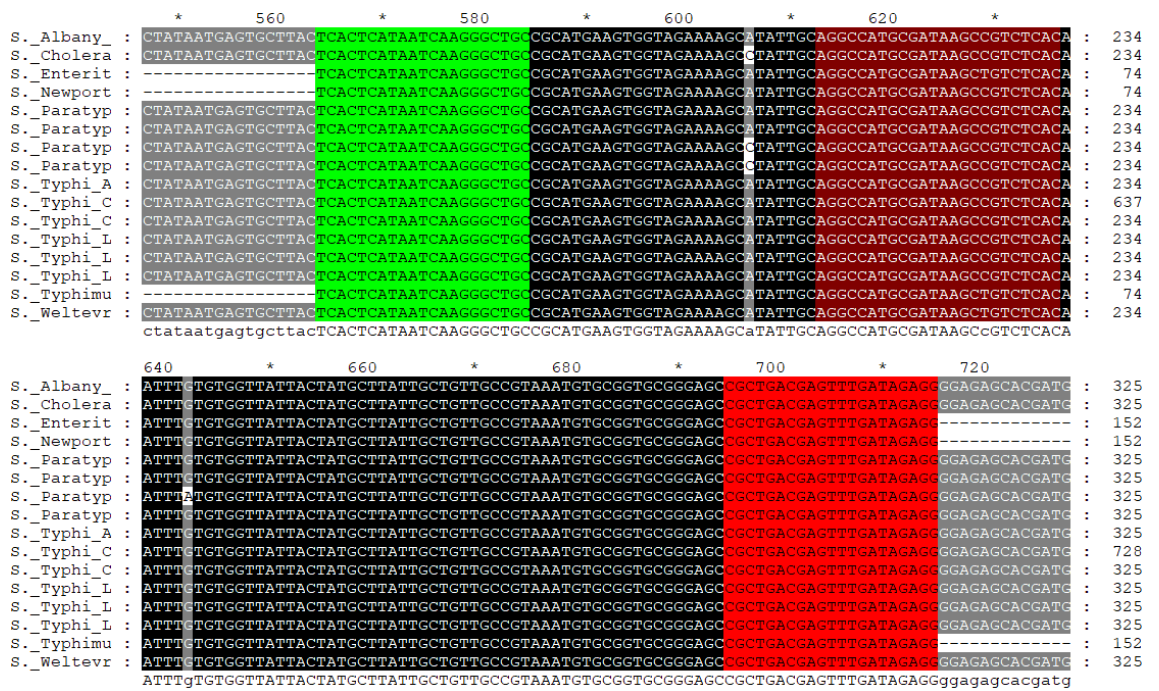 * 560 * 580 * 600 * 620 *
S._Albany_ : CTATAATGAGTGCTTACTCACTCATAATCAAGGGCTGCCGCATGAAGTGGTAGAAAAGCATATTGCAGGCCATGCGATAAGCCGTCTCACA : 234
S._Cholera : CTATAATGAGTGCTTACTCACTCATAATCAAGGGCTGCCGCATGAAGTGGTAGAAAAGCCTATTGCAGGCCATGCGATAAGCCGTCTCACA : 234
S._Enterit : -----------------TCACTCATAATCAAGGGCTGCCGCATGAAGTGGTAGAAAAGCATATTGCAGGCCATGCGATAAGCTGTCTCACA : 74
S._Newport : -----------------TCACTCATAATCAAGGGCTGCCGCATGAAGTGGTAGAAAAGCATATTGCAGGCCATGCGATAAGCTGTCTCACA : 74
S._Paratyp : CTATAATGAGTGCTTACTCACTCATAATCAAGGGCTGCCGCATGAAGTGGTAGAAAAGCATATTGCAGGCCATGCGATAAGCCGTCTCACA : 234
S._Paratyp : CTATAATGAGTGCTTACTCACTCATAATCAAGGGCTGCCGCATGAAGTGGTAGAAAAGCATATTGCAGGCCATGCGATAAGCCGTCTCACA : 234
S._Paratyp : CTATAATGAGTGCTTACTCACTCATAATCAAGGGCTGCCGCATGAAGTGGTAGAAAAGCCTATTGCAGGCCATGCGATAAGCCGTCTCACA : 234
S._Paratyp : CTATAATGAGTGCTTACTCACTCATAATCAAGGGCTGCCGCATGAAGTGGTAGAAAAGCCTATTGCAGGCCATGCGATAAGCCGTCTCACA : 234
S._Typhi_A : CTATAATGAGTGCTTACTCACTCATAATCAAGGGCTGCCGCATGAAGTGGTAGAAAAGCATATTGCAGGCCATGCGATAAGCCGTCTCACA : 234
S._Typhi_C : CTATAATGAGTGCTTACTCACTCATAATCAAGGGCTGCCGCATGAAGTGGTAGAAAAGCATATTGCAGGCCATGCGATAAGCCGTCTCACA : 637
S._Typhi_C : CTATAATGAGTGCTTACTCACTCATAATCAAGGGCTGCCGCATGAAGTGGTAGAAAAGCATATTGCAGGCCATGCGATAAGCCGTCTCACA : 234
S._Typhi_L : CTATAATGAGTGCTTACTCACTCATAATCAAGGGCTGCCGCATGAAGTGGTAGAAAAGCATATTGCAGGCCATGCGATAAGCCGTCTCACA : 234
S._Typhi_L : CTATAATGAGTGCTTACTCACTCATAATCAAGGGCTGCCGCATGAAGTGGTAGAAAAGCATATTGCAGGCCATGCGATAAGCCGTCTCACA : 234
S._Typhi_L : CTATAATGAGTGCTTACTCACTCATAATCAAGGGCTGCCGCATGAAGTGGTAGAAAAGCATATTGCAGGCCATGCGATAAGCCGTCTCACA : 234
S._Typhimu : -----------------TCACTCATAATCAAGGGCTGCCGCATGAAGTGGTAGAAAAGCATATTGCAGGCCATGCGATAAGCTGTCTCACA : 74
S._Weltevr : CTATAATGAGTGCTTACTCACTCATAATCAAGGGCTGCCGCATGAAGTGGTAGAAAAGCATATTGCAGGCCATGCGATAAGCCGTCTCACA : 234
ctataatgagtgcttacTCACTCATAATCAAGGGCTGCCGCATGAAGTGGTAGAAAAGCaTATTGCAGGCCATGCGATAAGCcGTCTCACA
640 * 660 * 680 * 700 * 720
S._Albany_ : ATTTGTGTGGTTATTACTATGCTTATTGCTGTTGCCGTAAATGTGCGGTGCGGGAGCCGCTGACGAGTTTGATAGAGGGGAGAGCACGATG : 325
S._Cholera : ATTTGTGTGGTTATTACTATGCTTATTGCTGTTGCCGTAAATGTGCGGTGCGGGAGCCGCTGACGAGTTTGATAGAGGGGAGAGCACGATG : 325
S._Enterit : ATTTGTGTGGTTATTACTATGCTTATTGCTGTTGCCGTAAATGTGCGGTGCGGGAGCCGCTGACGAGTTTGATAGAGG------------- : 152
S._Newport : ATTTGTGTGGTTATTACTATGCTTATTGCTGTTGCCGTAAATGTGCGGTGCGGGAGCCGCTGACGAGTTTGATAGAGG------------- : 152
S._Paratyp : ATTTGTGTGGTTATTACTATGCTTATTGCTGTTGCCGTAAATGTGCGGTGCGGGAGCCGCTGACGAGTTTGATAGAGGGGAGAGCACGATG : 325
S._Paratyp : ATTTGTGTGGTTATTACTATGCTTATTGCTGTTGCCGTAAATGTGCGGTGCGGGAGCCGCTGACGAGTTTGATAGAGGGGAGAGCACGATG : 325
S._Paratyp : ATTTATGTGGTTATTACTATGCTTATTGCTGTTGCCGTAAATGTGCGGTGCGGGAGCCGCTGACGAGTTTGATAGAGGGGAGAGCACGATG : 325
S._Paratyp : ATTTGTGTGGTTATTACTATGCTTATTGCTGTTGCCGTAAATGTGCGGTGCGGGAGCCGCTGACGAGTTTGATAGAGGGGAGAGCACGATG : 325
S._Typhi_A : ATTTGTGTGGTTATTACTATGCTTATTGCTGTTGCCGTAAATGTGCGGTGCGGGAGCCGCTGACGAGTTTGATAGAGGGGAGAGCACGATG : 325
S._Typhi_C : ATTTGTGTGGTTATTACTATGCTTATTGCTGTTGCCGTAAATGTGCGGTGCGGGAGCCGCTGACGAGTTTGATAGAGGGGAGAGCACGATG : 728
S._Typhi_C : ATTTGTGTGGTTATTACTATGCTTATTGCTGTTGCCGTAAATGTGCGGTGCGGGAGCCGCTGACGAGTTTGATAGAGGGGAGAGCACGATG : 325
S._Typhi_L : ATTTGTGTGGTTATTACTATGCTTATTGCTGTTGCCGTAAATGTGCGGTGCGGGAGCCGCTGACGAGTTTGATAGAGGGGAGAGCACGATG : 325
S._Typhi_L : ATTTGTGTGGTTATTACTATGCTTATTGCTGTTGCCGTAAATGTGCGGTGCGGGAGCCGCTGACGAGTTTGATAGAGGGGAGAGCACGATG : 325
S._Typhi_L : ATTTGTGTGGTTATTACTATGCTTATTGCTGTTGCCGTAAATGTGCGGTGCGGGAGCCGCTGACGAGTTTGATAGAGGGGAGAGCACGATG : 325
S._Typhimu : ATTTGTGTGGTTATTACTATGCTTATTGCTGTTGCCGTAAATGTGCGGTGCGGGAGCCGCTGACGAGTTTGATAGAGG------------- : 152
S._Weltevr : ATTTGTGTGGTTATTACTATGCTTATTGCTGTTGCCGTAAATGTGCGGTGCGGGAGCCGCTGACGAGTTTGATAGAGGGGAGAGCACGATG : 325
ATTTgTGTGGTTATTACTATGCTTATTGCTGTTGCCGTAAATGTGCGGTGCGGGAGCCGCTGACGAGTTTGATAGAGGggagagcacgatg